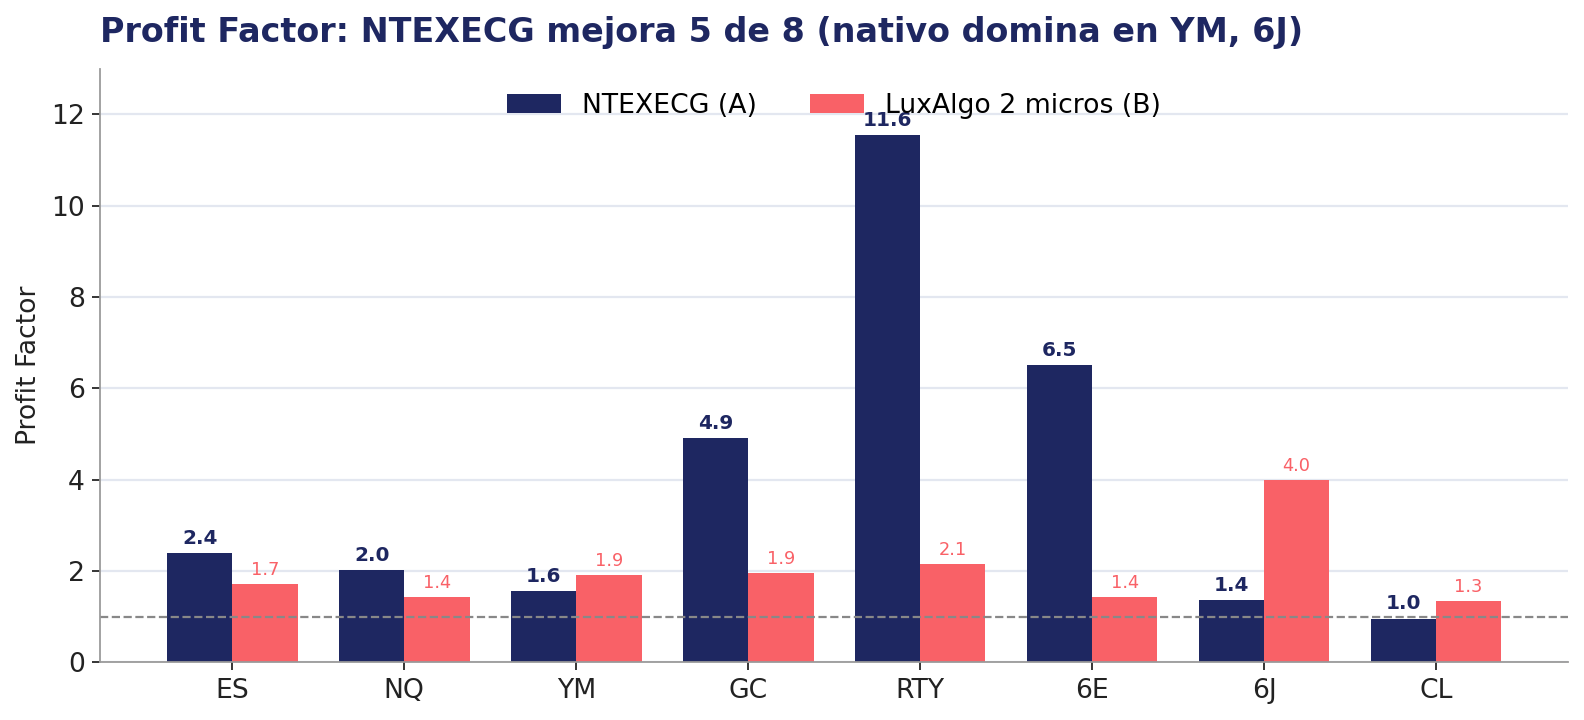 Profit Factor: NTEXECG mejora 5 de 8 (nativo domina en YM, 6J)
NTEXECG (A)
LuxAlgo 2 micros (B)
Profit Factor
12
10
8
6
4
2
0
2.4
1.7
2.0
1.4
1.6
1.9
4.9
1.9
11.6
2.1
6.5
1.4
1.4
4.0
1.0
1.3
ES
NQ
YM
GC
RTY
6E
6J
CL